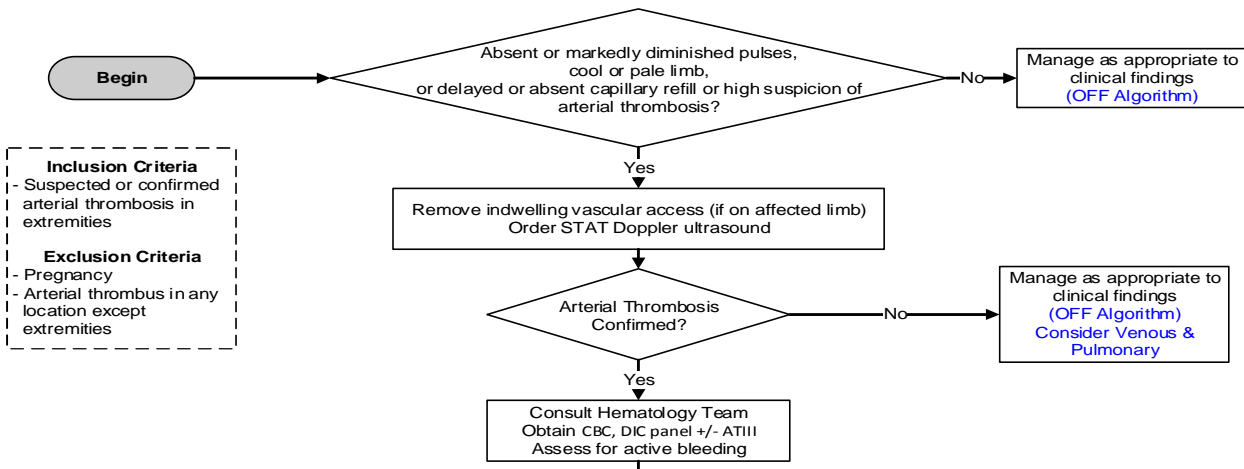 Begin
Absent or markedly diminished pulses,
cool or pale limb,
or delayed or absent capillary refill or high suspicion of
arterial thrombosis?
No
Manage as appropriate to
clinical findings
(OFF Algorithm)
Yes
Inclusion Criteria
- Suspected or confirmed
arterial thrombosis in
extremities
Exclusion Criteria
- Pregnancy
- Arterial thrombus in any
location except
extremities
Remove indwelling vascular access (if on affected limb)
Order STAT Doppler ultrasound
Arterial Thrombosis
Confirmed?
No
Manage as appropriate to
clinical findings
(OFF Algorithm)
Consider Venous &
Pulmonary
Yes
Consult Hematology Team
Obtain CBC, DIC panel +/- ATIII
Assess for active bleeding